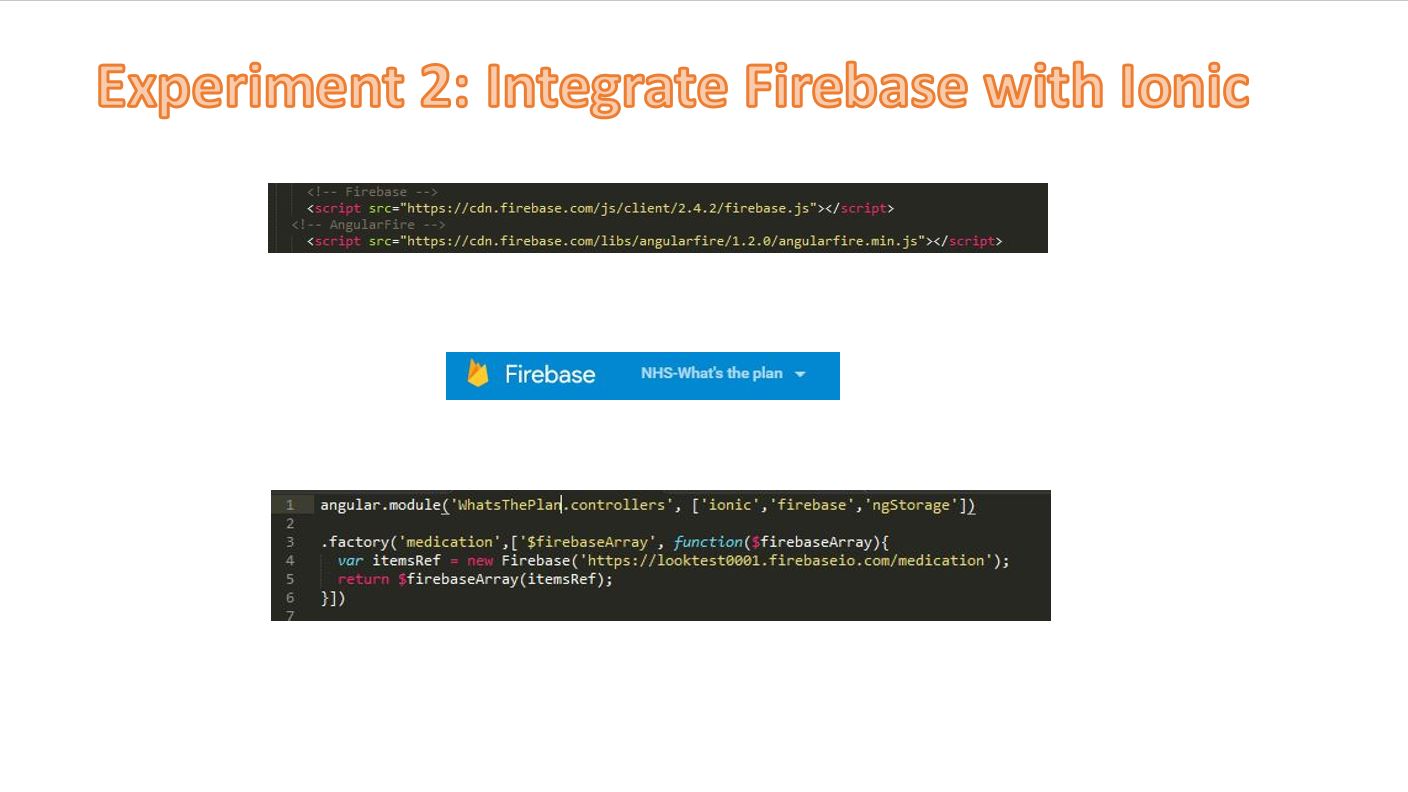 Experiment 2: Integrate Firebase with Ionic
<!-- Firebase -->
<script src="https://cdn.firebase.com/js/client/2.4.2/firebase.js"></script>
<!-- AngularFire -->
<script src="https://cdn.firebase.com/libs/angularfire/1.2.0/angularfire.min.js"></script>
Firebase NHS-What's the plan
1 angular.module('WhatsThePlan.controllers', ['ionic','firebase','ngStorage'])
2
3 .factory('medication',['$firebaseArray', function($firebaseArray){
4 var itemsRef = new Firebase('https://looktest0001.firebaseio.com/medication');
5 return $firebaseArray(itemsRef);
6 }])
7